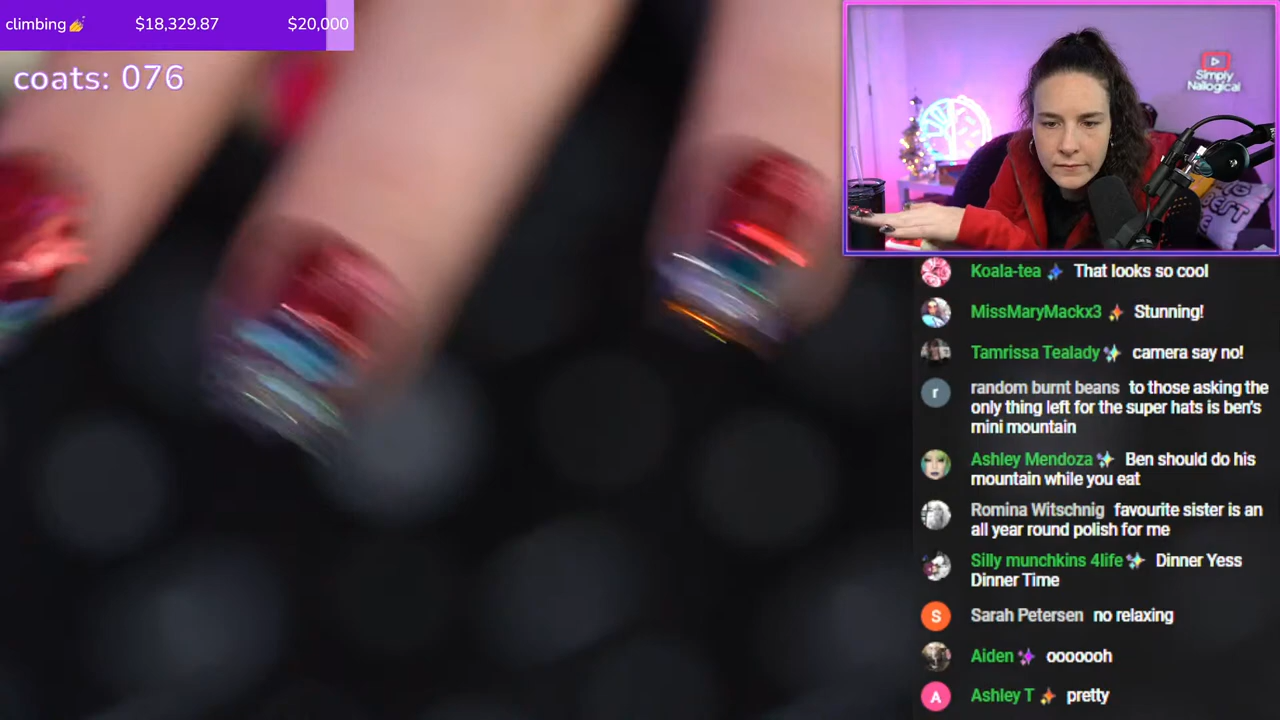 climbing💅 $18,329.87 $20,000
coats: 076
Simply
Nailogical
Koala-tea That looks so cool
MissMaryMackx3 Stunning!
Tamrissa Tealady camera say no!
r random burnt beans to those asking the
only thing left for the super hats is ben's
mini mountain
Ashley Mendoza Ben should do his
mountain while you eat
Romina Witschnig favourite sister is an
all year round polish for me
Silly munchkins 4life Dinner Yess
Dinner Time
S Sarah Petersen no relaxing
Aiden ooooooh
A Ashley T pretty